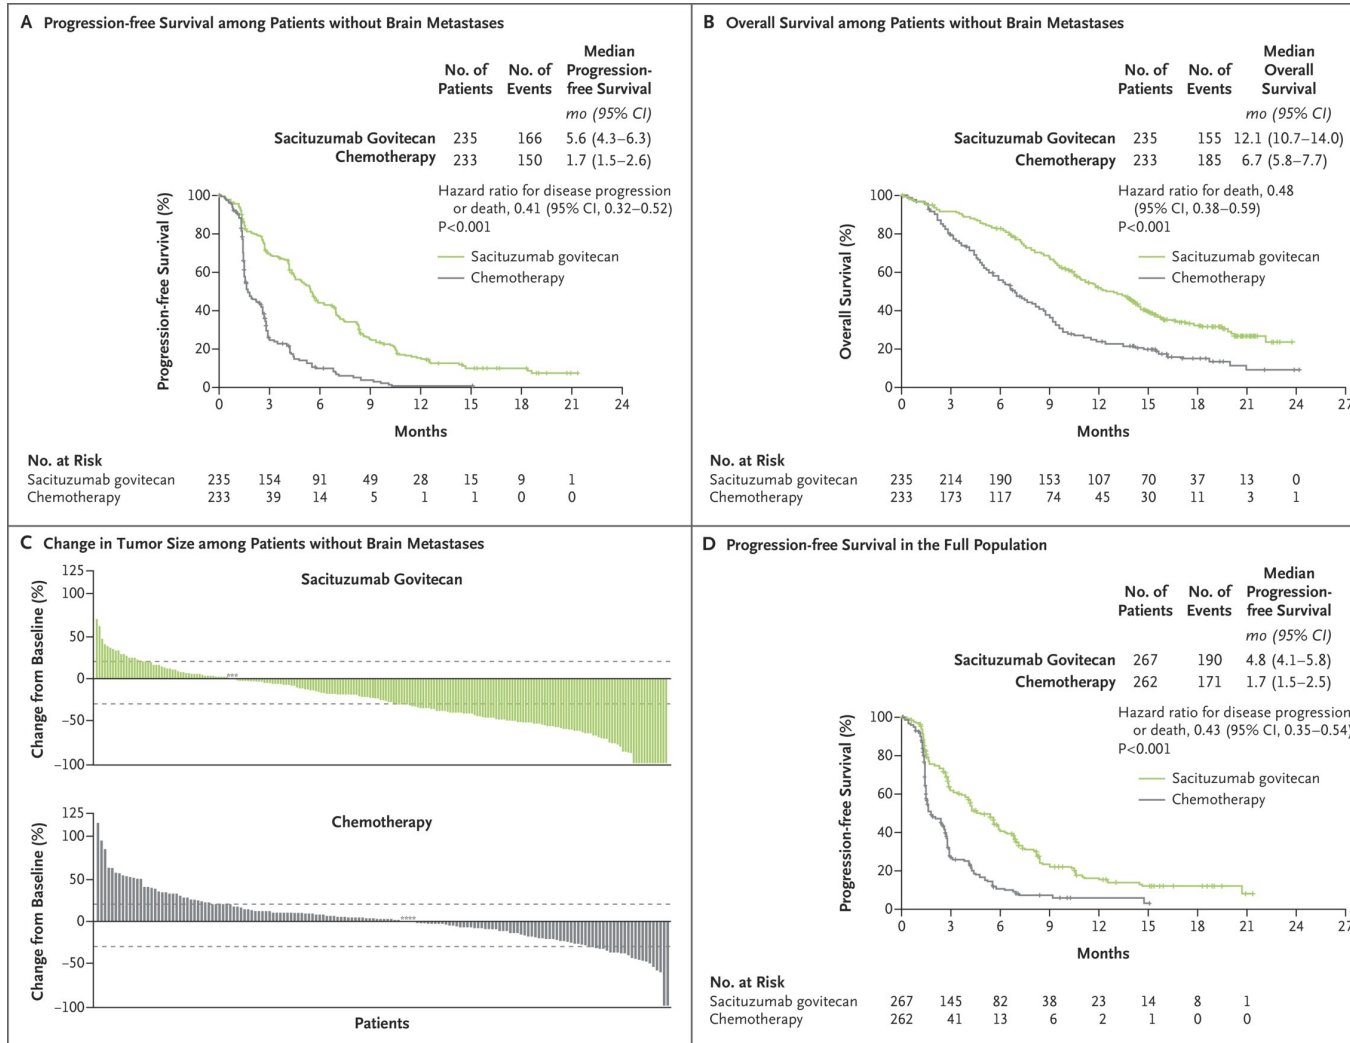 A Progression-free Survival among Patients without Brain Metastases
No. of Patients
No. of Events
Median Progression-free Survival
mo (95% CI)
Sacituzumab Govitecan 235 166 5.6 (4.3–6.3)
Chemotherapy 233 150 1.7 (1.5–2.6)
Hazard ratio for disease progression
or death, 0.41 (95% CI, 0.32–0.52)
P<0.001
Sacituzumab govitecan
Chemotherapy
Progression-free Survival (%)
100
80
60
40
20
0
0 3 6 9 12 15 18 21 24
Months
No. at Risk
Sacituzumab govitecan 235 154 91 49 28 15 9 1
Chemotherapy 233 39 14 5 1 1 0 0
B Overall Survival among Patients without Brain Metastases
No. of Patients
No. of Events
Median Overall Survival
mo (95% CI)
Sacituzumab Govitecan 235 155 12.1 (10.7–14.0)
Chemotherapy 233 185 6.7 (5.8–7.7)
Hazard ratio for death, 0.48
(95% CI, 0.38–0.59)
P<0.001
Sacituzumab govitecan
Chemotherapy
Overall Survival (%)
100
80
60
40
20
0
0 3 6 9 12 15 18 21 24 27
Months
No. at Risk
Sacituzumab govitecan 235 214 190 153 107 70 37 13 0
Chemotherapy 233 173 117 74 45 30 11 3 1
C Change in Tumor Size among Patients without Brain Metastases
Sacituzumab Govitecan
Change from Baseline (%)
125
100
50
0
–50
–100
***
Chemotherapy
Change from Baseline (%)
125
100
50
0
–50
–100
****
Patients
D Progression-free Survival in the Full Population
No. of Patients
No. of Events
Median Progression-free Survival
mo (95% CI)
Sacituzumab Govitecan 267 190 4.8 (4.1–5.8)
Chemotherapy 262 171 1.7 (1.5–2.5)
Hazard ratio for disease progression
or death, 0.43 (95% CI, 0.35–0.54)
P<0.001
Sacituzumab govitecan
Chemotherapy
Progression-free Survival (%)
100
80
60
40
20
0
0 3 6 9 12 15 18 21 24 27
Months
No. at Risk
Sacituzumab govitecan 267 145 82 38 23 14 8 1
Chemotherapy 262 41 13 6 2 1 0 0